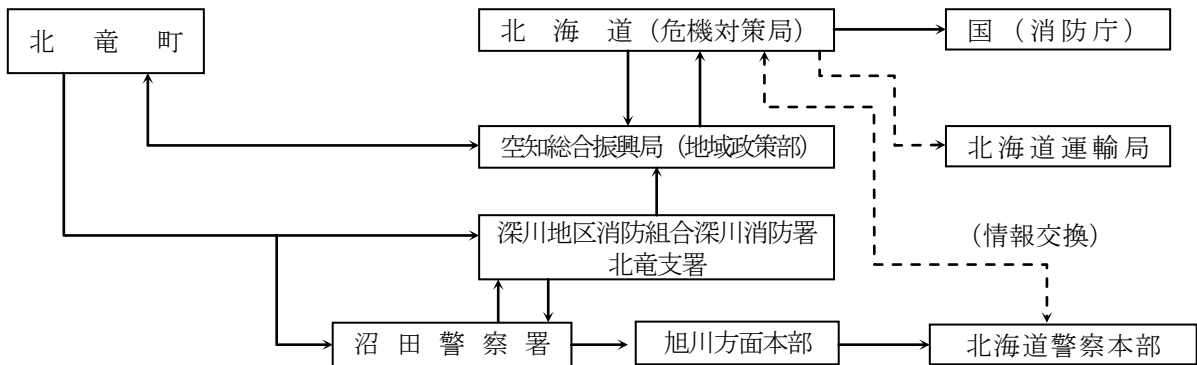 北竜町
北海道(危機対策局)
国(消防庁)
空知総合振興局(地域政策部)
北海道運輸局
深川地区消防組合深川消防署
北竜支署
(情報交換)
沼田警察署
旭川方面本部
北海道警察本部